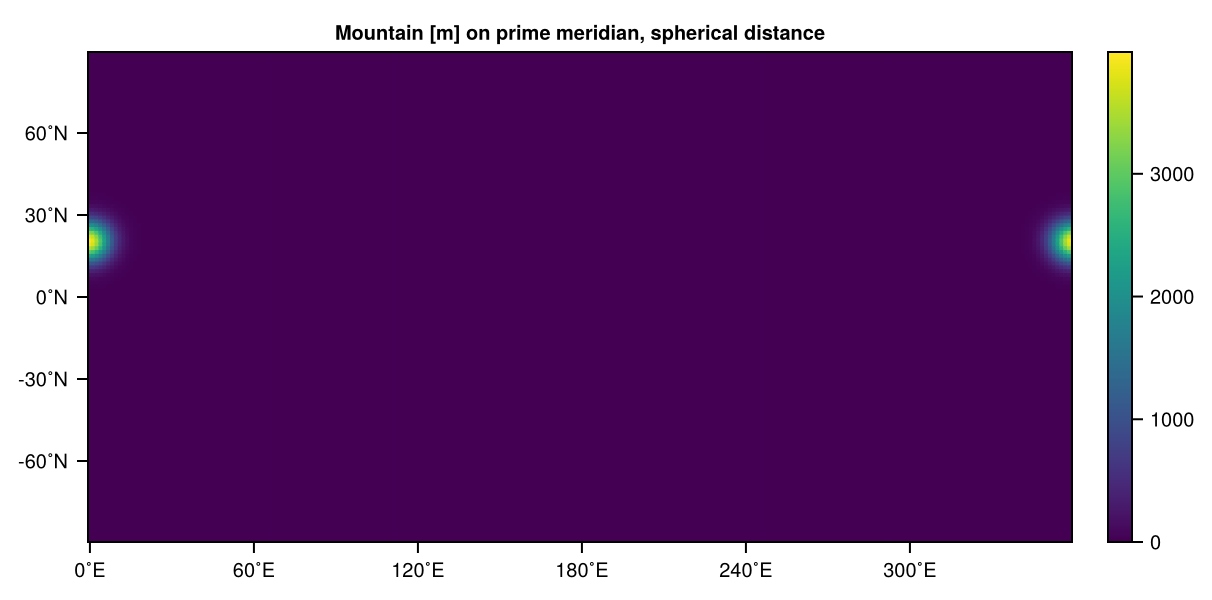 Mountain [m] on prime meridian, spherical distance
60˚N
30˚N
0˚N
-30˚N
-60˚N
0˚E
60˚E
120˚E
180˚E
240˚E
300˚E
3000
2000
1000
0